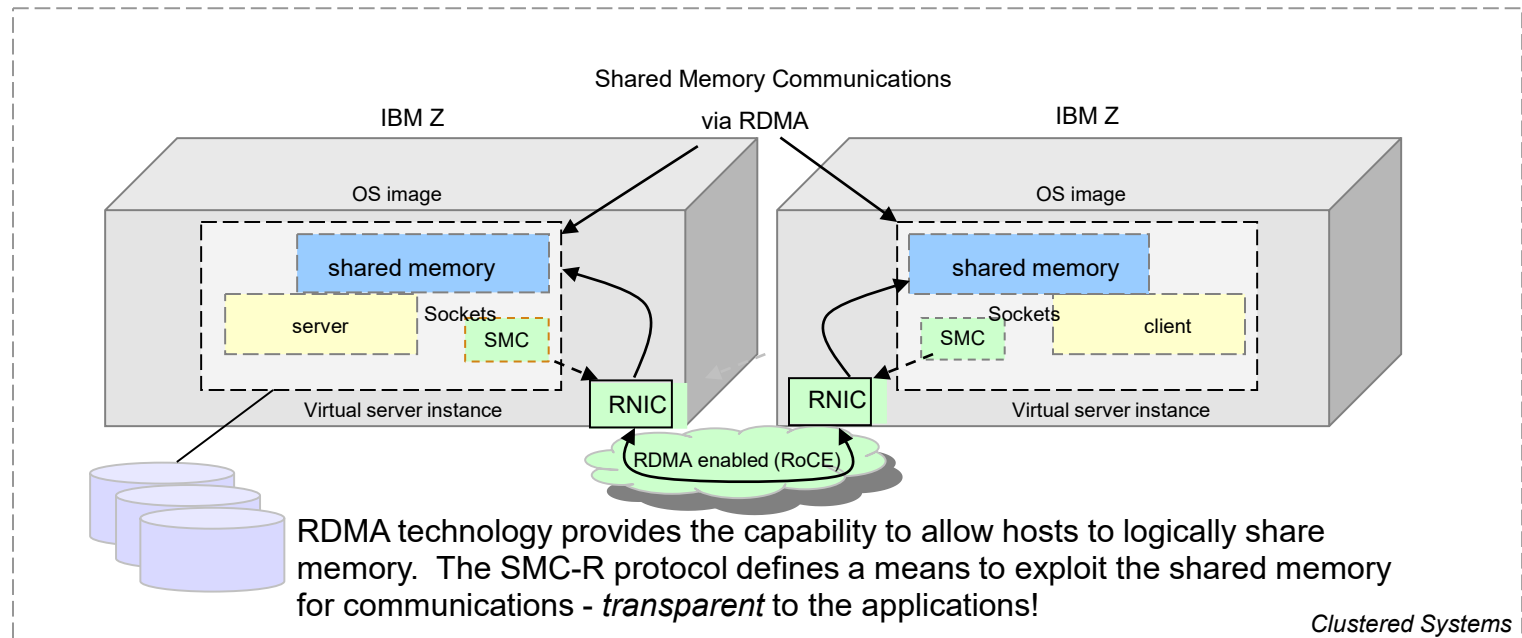 Shared Memory Communications
via RDMA
IBM Z
IBM Z
OS image
OS image
shared memory
shared memory
server
Sockets
SMC
Sockets
SMC
client
RNIC
RNIC
Virtual server instance
Virtual server instance
RDMA enabled (RoCE)
RDMA technology provides the capability to allow hosts to logically share
memory. The SMC-R protocol defines a means to exploit the shared memory
for communications - transparent to the applications!
Clustered Systems